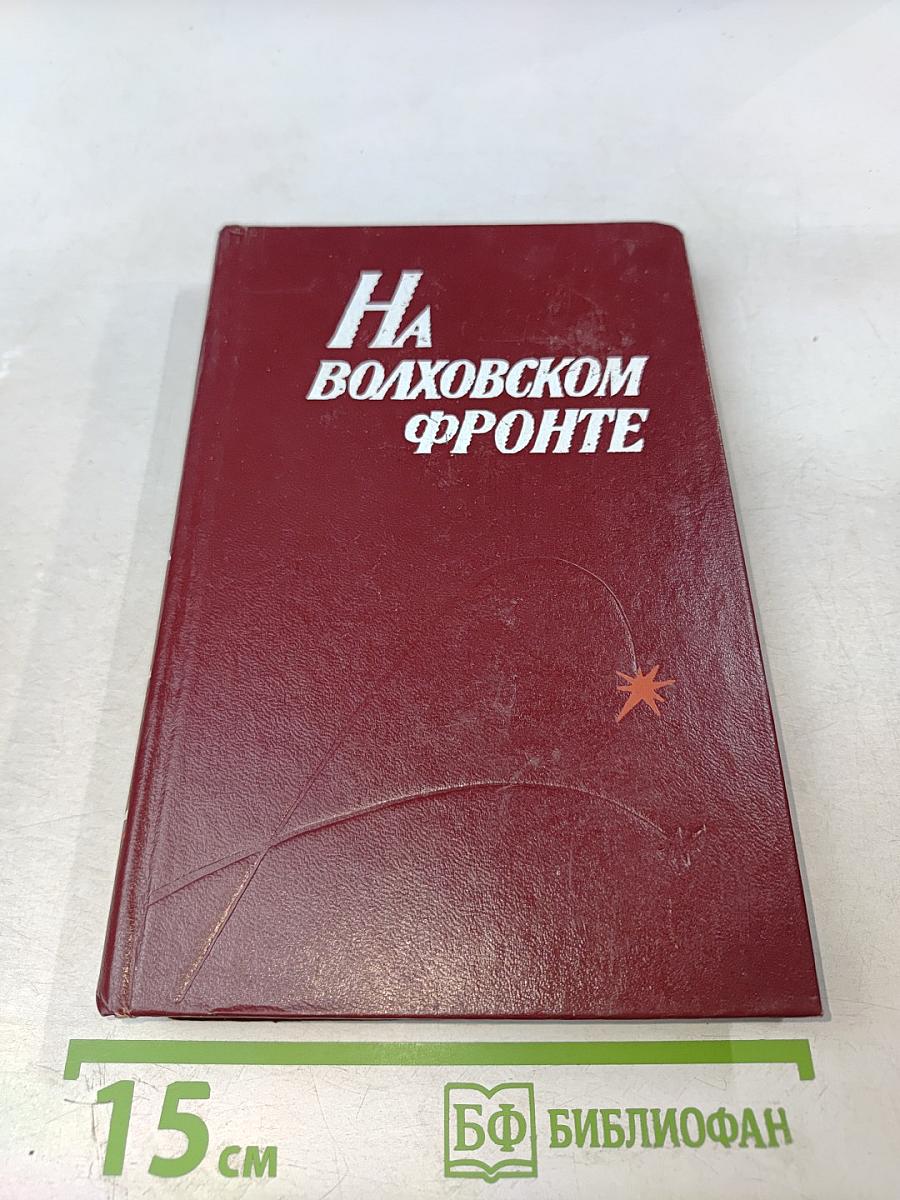 На
ВОЛХОВСКОМ
ФРОНТЕ
15 см
БФ БИБЛИОФАН